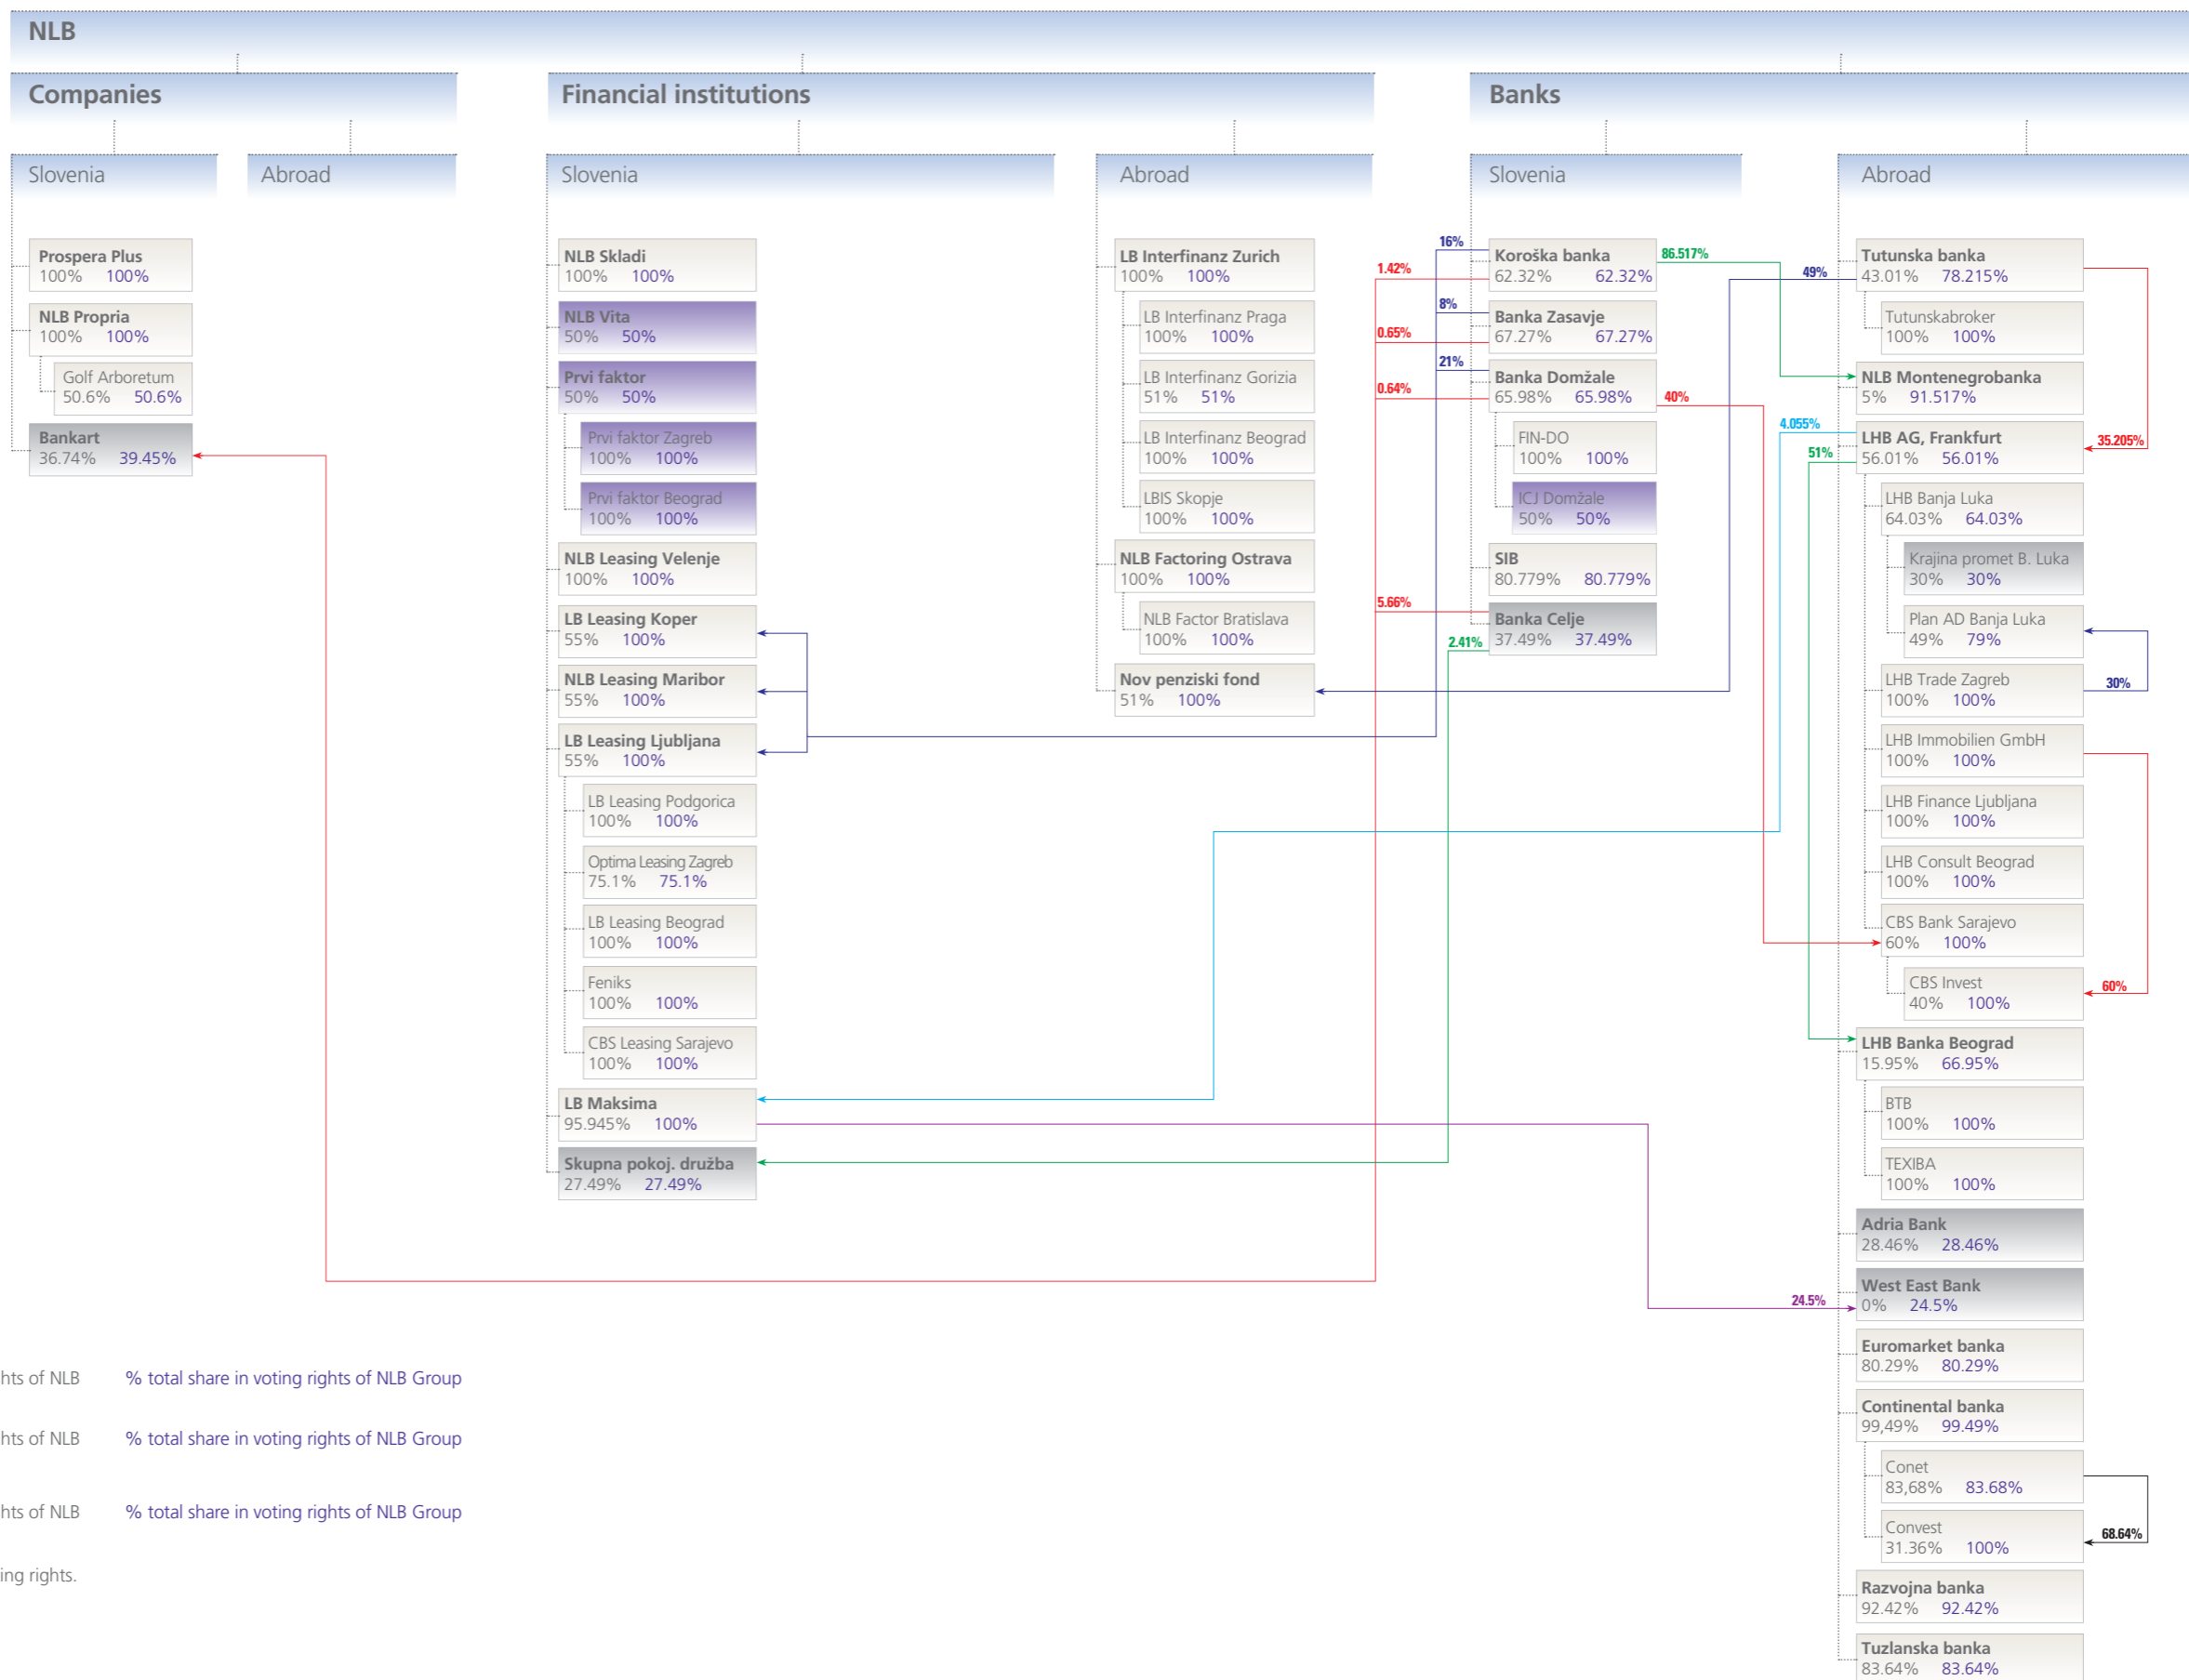 NLB
Companies
Slovenia
Abroad
Prospera Plus
100% 100%
NLB Propria
100% 100%
Golf Arboretum
50.6% 50.6%
Bankart
36.74% 39.45%
Financial institutions
Slovenia
Abroad
NLB Skladi
100% 100%
NLB Vita
50% 50%
Prvi faktor
50% 50%
Prvi faktor Zagreb
100% 100%
Prvi faktor Beograd
100% 100%
NLB Leasing Velenje
100% 100%
LB Leasing Koper
55% 100%
NLB Leasing Maribor
55% 100%
LB Leasing Ljubljana
55% 100%
LB Leasing Podgorica
100% 100%
Optima Leasing Zagreb
75.1% 75.1%
LB Leasing Beograd
100% 100%
Feniks
100% 100%
CBS Leasing Sarajevo
100% 100%
LB Maksima
95.945% 100%
Skupna pokoj. družba
27.49% 27.49%
LB Interfinanz Zurich
100% 100%
LB Interfinanz Praga
100% 100%
LB Interfinanz Gorizia
51% 51%
LB Interfinanz Beograd
100% 100%
LBIS Skopje
100% 100%
NLB Factoring Ostrava
100% 100%
NLB Factor Bratislava
100% 100%
Nov penziski fond
51% 100%
Banks
Slovenia
Abroad
16%
1.42%
8%
0.65%
21%
0.64%
5.66%
2.41%
Koroška banka
62.32% 62.32%
Banka Zasavje
67.27% 67.27%
Banka Domžale
65.98% 65.98%
FIN-DO
100% 100%
ICJ Domžale
50% 50%
SIB
80.779% 80.779%
Banka Celje
37.49% 37.49%
86.517%
49%
40%
4.055%
51%
24.5%
Tutunska banka
43.01% 78.215%
Tutunskabroker
100% 100%
NLB Montenegrobanka
5% 91.517%
LHB AG, Frankfurt
56.01% 56.01%
35.205%
LHB Banja Luka
64.03% 64.03%
Krajina promet B. Luka
30% 30%
Plan AD Banja Luka
49% 79%
LHB Trade Zagreb
100% 100%
30%
LHB Immobilien GmbH
100% 100%
LHB Finance Ljubljana
100% 100%
LHB Consult Beograd
100% 100%
CBS Bank Sarajevo
60% 100%
CBS Invest
40% 100%
60%
LHB Banka Beograd
15.95% 66.95%
BTB
100% 100%
TEXIBA
100% 100%
Adria Bank
28.46% 28.46%
West East Bank
0% 24.5%
Euromarket banka
80.29% 80.29%
Continental banka
99,49% 99.49%
Conet
83,68% 83.68%
Convest
31.36% 100%
68.64%
Razvojna banka
92.42% 92.42%
Tuzlanska banka
83.64% 83.64%
hts of NLB % total share in voting rights of NLB Group
hts of NLB % total share in voting rights of NLB Group
hts of NLB % total share in voting rights of NLB Group
ing rights.